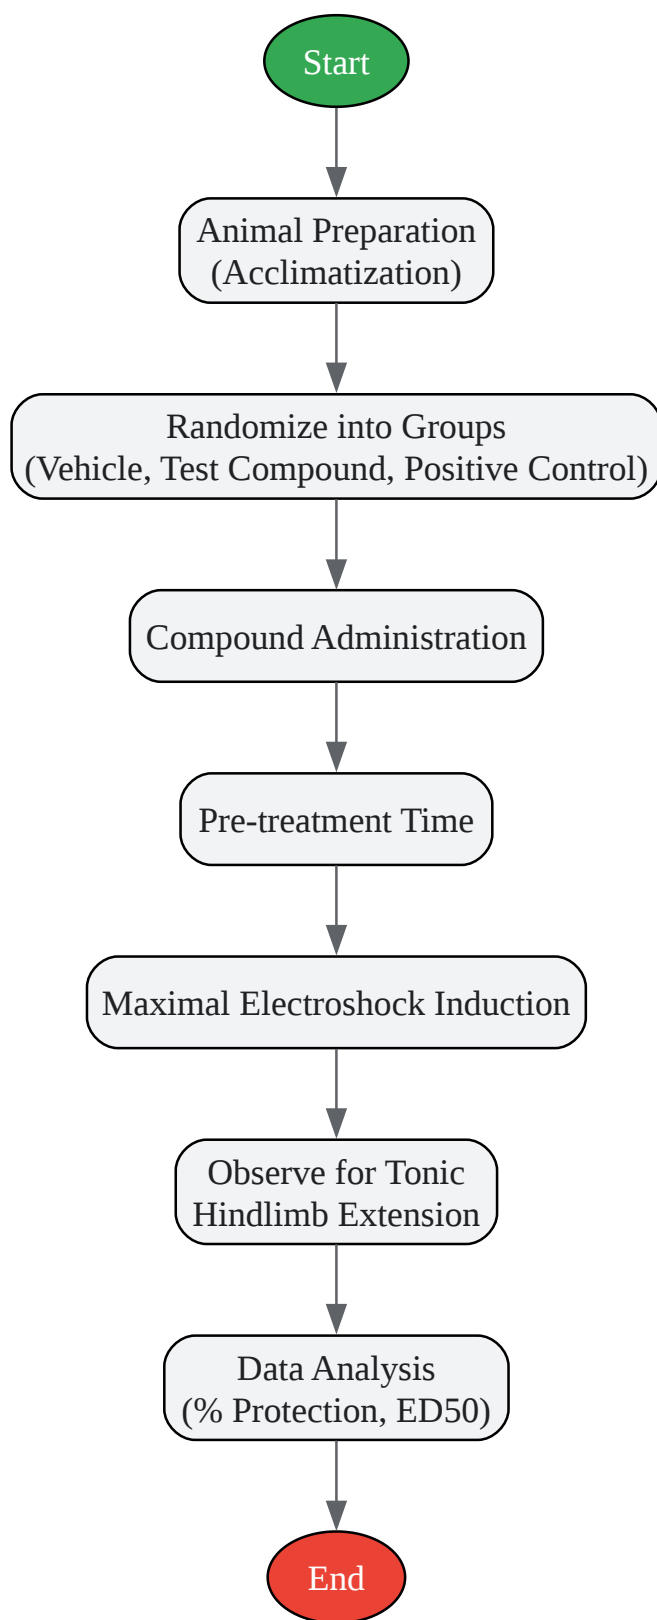 Start
Animal Preparation
(Acclimatization)
Randomize into Groups
(Vehicle, Test Compound, Positive Control)
Compound Administration
Pre-treatment Time
Maximal Electroshock Induction
Observe for Tonic
Hindlimb Extension
Data Analysis
(% Protection, ED50)
End